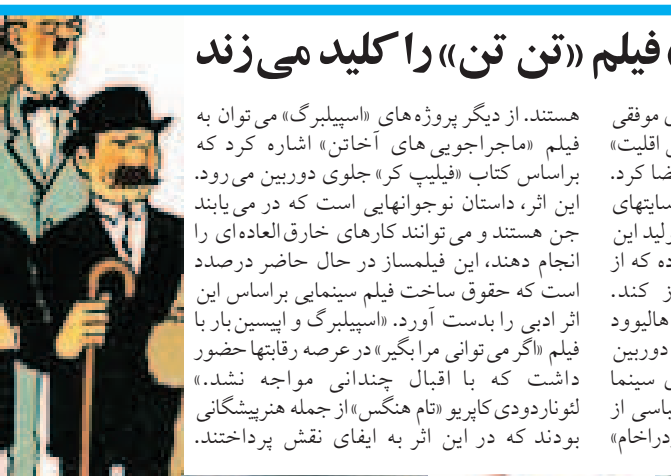 فیلم «تن تن» را کلید می‌زند
موفقی
اقلیت»
کرد.
سایتهای
این
که از
کند.
هالیوود
دوربین
سینما
از
هستند. از دیگر پروژه‌های «اسپیلبرگ» می‌توان به
فیلم «ماجراجویی‌های آخاتن» اشاره کرد که
براساس کتاب «فیلیپ کر» جلوی دوربین می‌رود.
این اثر، داستان نوجوانهایی است که در می‌یابند
جن هستند و می‌توانند کارهای خارق‌العاده‌ای را
انجام دهند، این فیلمساز در حال حاضر درصدد
است که حقوق ساخت فیلم سینمایی براساس این
اثر ادبی را بدست آورد. «اسپیلبرگ و اپیسین‌بار با
فیلم «اگر می‌توانی مرا بگیر» در عرصه رقابتها حضور
داشت که با اقبال چندانی مواجه نشد.»
لئوناردودی‌کاپریو «تام هنگس» از جمله هنرپیشگانی
بودند که در این اثر به ایفای نقش پرداختند.